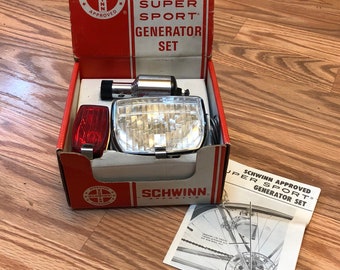 SUPER
SPORT
GENERATOR
SET
APPROVED
SCHWINN
SCHWINN APPROVED
SUPER SPORT
GENERATOR SET